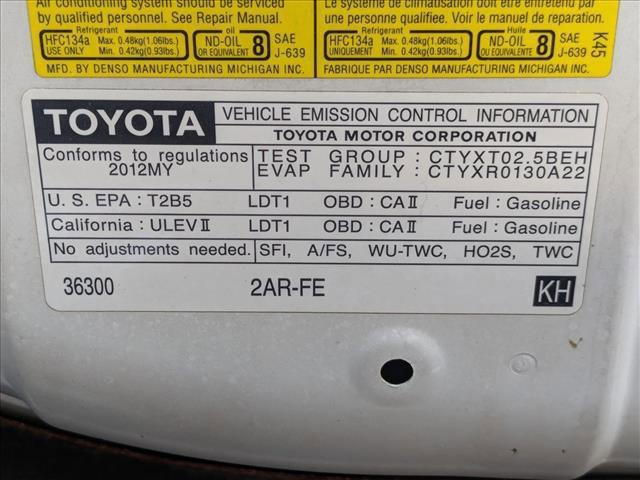 Air conditioning system should be serviced
by qualified personnel.
See Repair Manual.
Refrigerant oil
HFC134a USE ONLY Max. 0.48kg(1.06lbs.) Min. 0.42kg(0.93lbs.) ND-OIL OR EQUIVALENT 8 SAE J-639
MFD. BY DENSO MANUFACTURING MICHIGAN INC.
Le système de climatisation doit être entretenu par
une personne qualifiée. Voir le manuel de réparation.
Refrigerant Huile
HFC134a UNIQUEMENT Max. 0.48kg(1.06lbs.) Min. 0.42kg(0.93lbs.) ND-OIL OU EQUIVALENTE 8 SAE J-639
FABRIQUE PAR DENSO MANUFACTURING MICHIGAN INC.
K45
TOYOTA VEHICLE EMISSION CONTROL INFORMATION
TOYOTA MOTOR CORPORATION
Conforms to regulations TEST GROUP : CTYXT02.5BEH
2012MY EVAP FAMILY : CTYXR0130A22
U. S. EPA : T2B5 LDT1 OBD : CAⅡ Fuel : Gasoline
California : ULEVⅡ LDT1 OBD : CAⅡ Fuel : Gasoline
No adjustments needed. SFI, A/FS, WU-TWC, HO2S, TWC
36300 2AR-FE KH